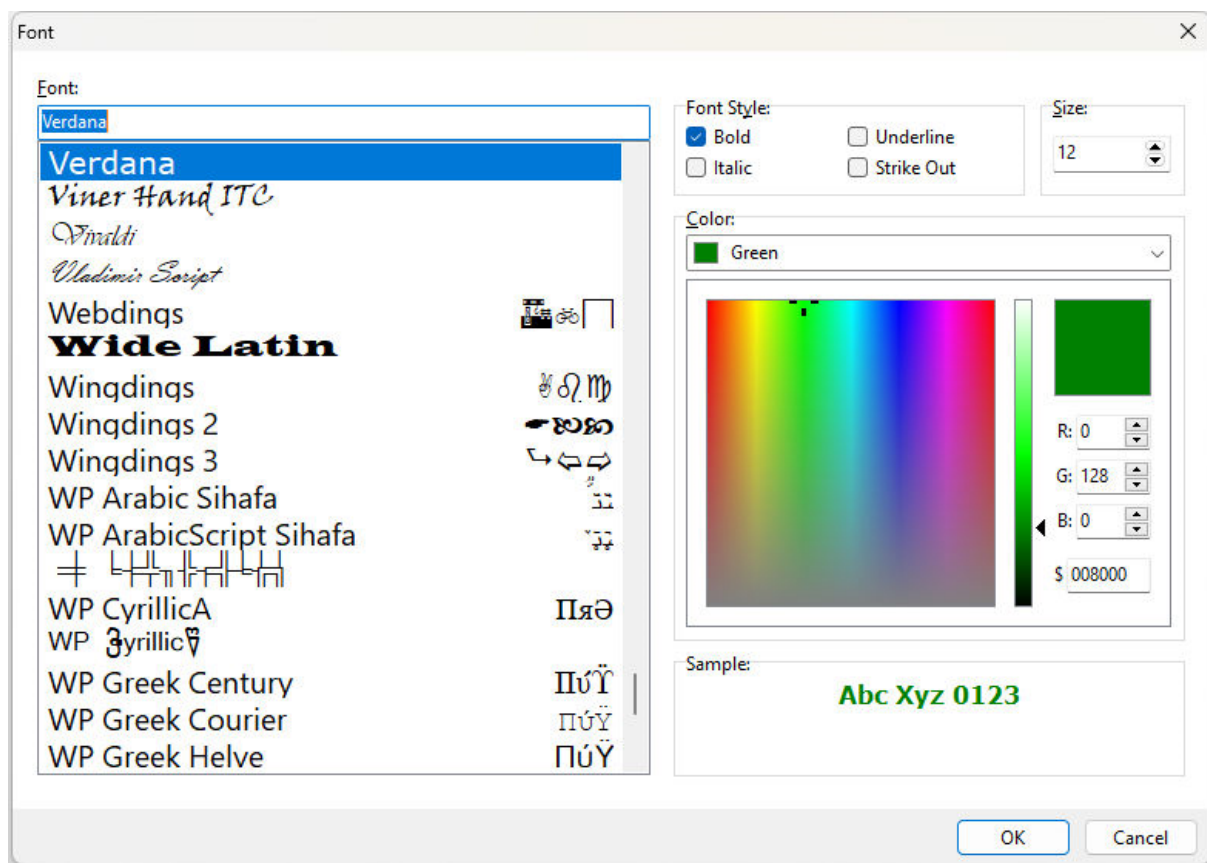 Font
Font:
Verdana
Verdana
Viner Hand ITC
Vivaldi
Vladimir Script
Webdings
Wide Latin
Wingdings
Wingdings 2
Wingdings 3
WP Arabic Sihafa
WP ArabicScript Sihafa
WP CyrillicA ПяӘ
WP yrillic
WP Greek Century Πύϔ
WP Greek Courier ΠύΫ
WP Greek Helve ΠύΫ
Font Style:
Bold
Underline
Italic
Strike Out
Size:
12
Color:
Green
R: 0
G: 128
B: 0
$ 008000
Sample:
Abc Xyz 0123
OK
Cancel